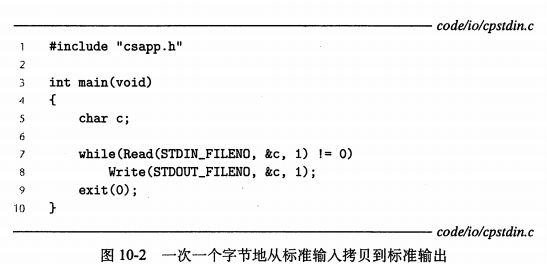 code/io/cpstdin.c
1 #include "csapp.h"
2
3 int main(void)
4 {
5     char c;
6
7     while(Read(STDIN_FILENO, &c, 1) != 0)
8         Write(STDOUT_FILENO, &c, 1);
9     exit(0);
10 }
code/io/cpstdin.c
图 10-2 一次一个字节地从标准输入拷贝到标准输出